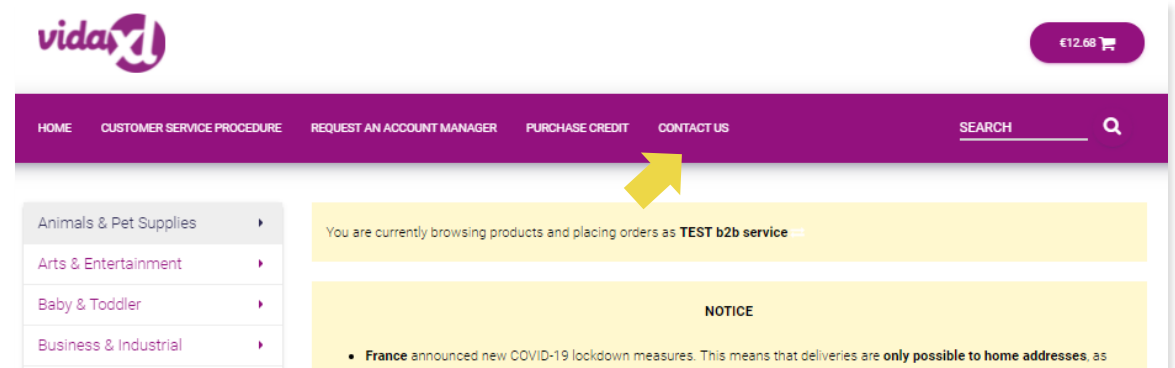 vidaXL
€12.68
HOME CUSTOMER SERVICE PROCEDURE REQUEST AN ACCOUNT MANAGER PURCHASE CREDIT CONTACT US SEARCH
Animals & Pet Supplies
Arts & Entertainment
Baby & Toddler
Business & Industrial
You are currently browsing products and placing orders as TEST b2b service
NOTICE
• France announced new COVID-19 lockdown measures. This means that deliveries are only possible to home addresses, as